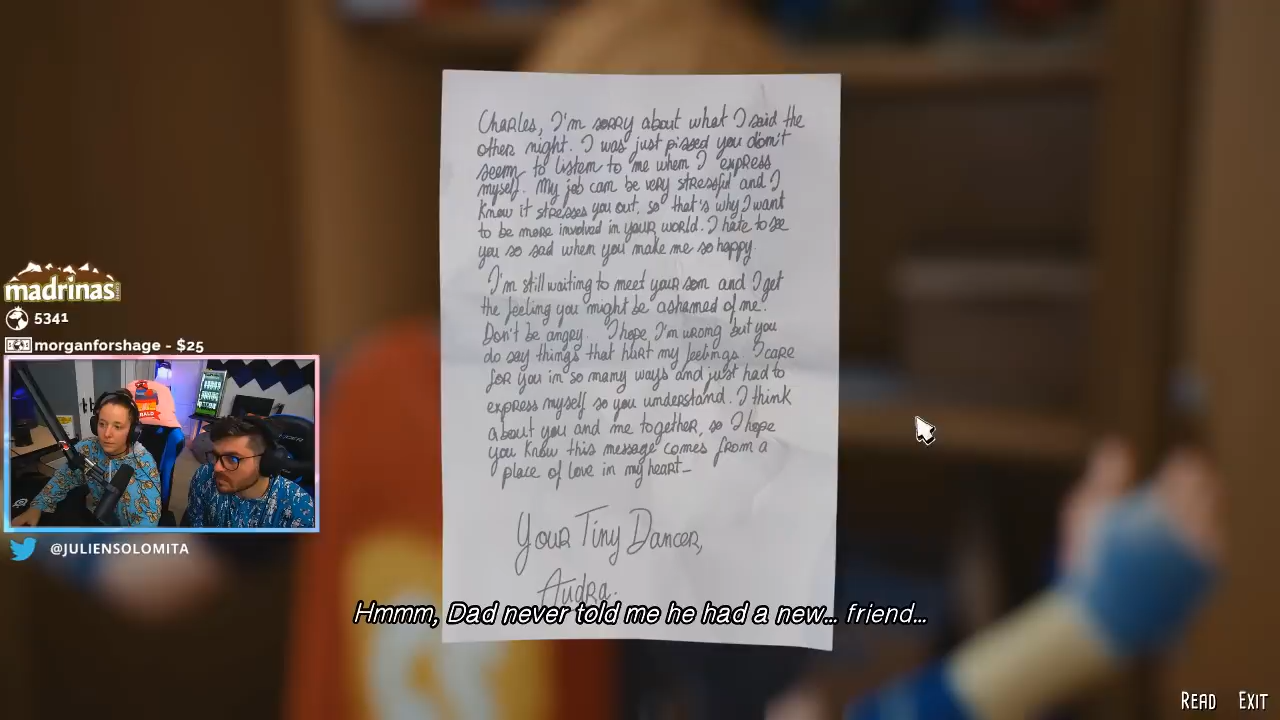 Charles, I'm sorry about what I said the
other night. I was just pissed you don't
seem to listen to me when I express
myself. My job can be very stressful and I
know it stresses you out, so that's why I want
to be more involved in your world. I hate to see
you so sad when you make me so happy.
I'm still waiting to meet your son and I get
the feeling you might be ashamed of me.
Don't be angry. I hope I'm wrong but you
do say things that hurt my feelings. I care
for you in so many ways and just had to
express myself so you understand. I think
about you and me together, so I hope
you know this message comes from a
place of love in my heart_
Your Tiny Dancer,
Audra.
Hmmm, Dad never told me he had a new... friend...
madrinas
5341
morganforshage - $25
@JULIENSOLOMITA
READ EXIT